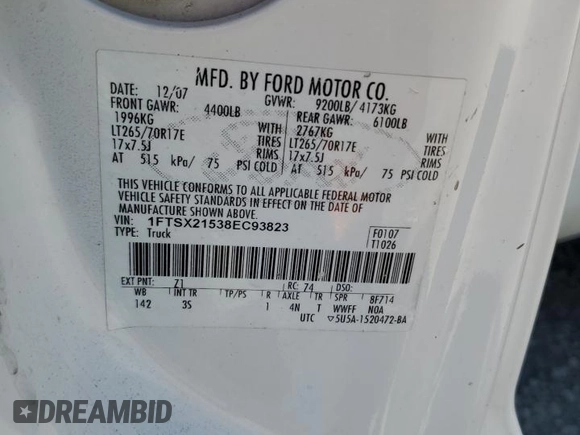 MFD. BY FORD MOTOR CO.
DATE: 12/07 GVWR: 9200LB/ 4173KG
FRONT GAWR: 4400LB REAR GAWR: 6100LB
1996KG WITH 2767KG WITH
LT265/70R17E TIRES LT265/70R17E TIRES
17x7.5J RIMS 17x7.5J RIMS
AT 515 kPa/ 75 PSI COLD AT 515 kPa/ 75 PSI COLD
THIS VEHICLE CONFORMS TO ALL APPLICABLE FEDERAL MOTOR
VEHICLE SAFETY STANDARDS IN EFFECT ON THE DATE OF
MANUFACTURE SHOWN ABOVE.
VIN: 1FTSX21538EC93823 F0107
TYPE: Truck T1026
EXT PNT: Z1 RC: 74 DSO:
WB INT TR TP/PS R AXLE TR SPR BF714
142 3S 1 4N T WWFF NOA
UTC ▽5U5A-1520472-BA
DREAMBID